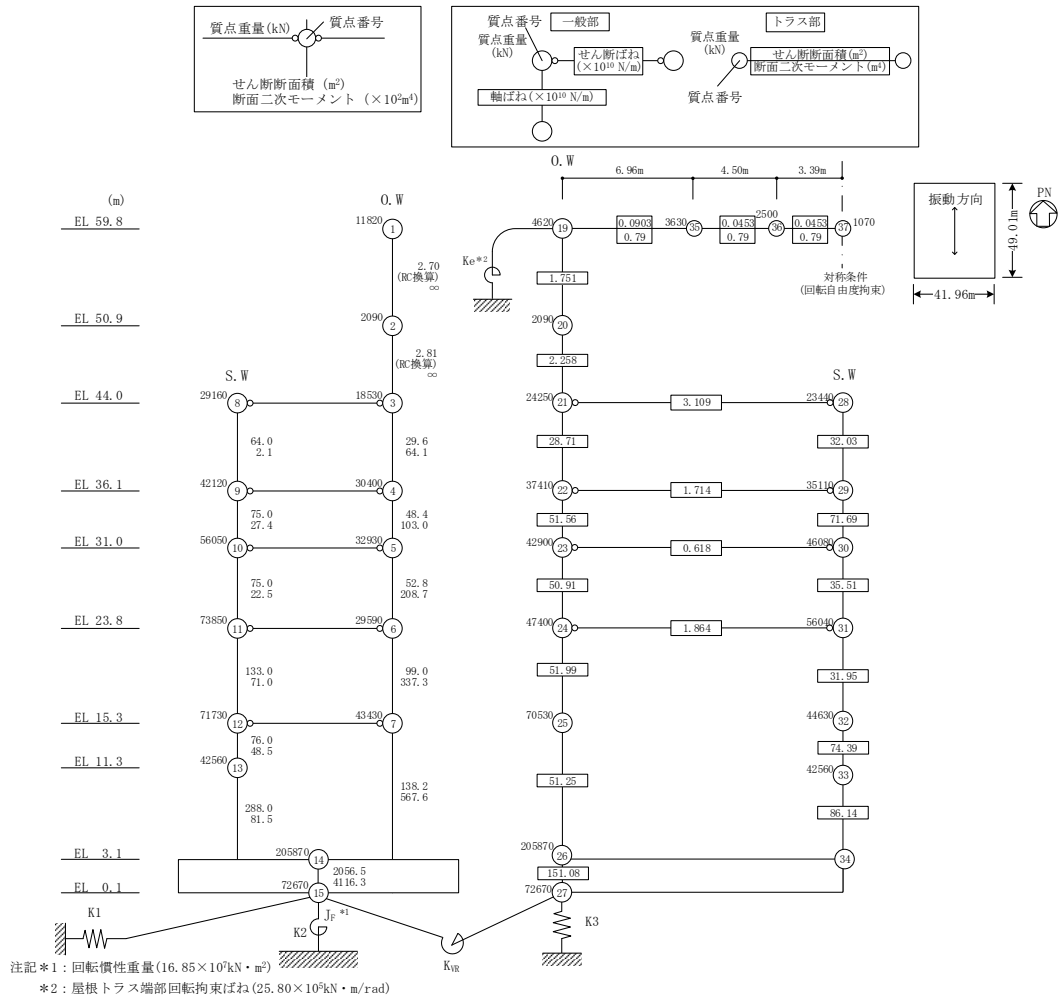 質点重量(kN)
質点番号
せん断断面積 (m²)
断面二次モーメント (×10²m⁴)
質点番号
一般部
トラス部
質点重量
(kN)
せん断ばね
(×10¹⁰ N/m)
軸ばね(×10¹⁰ N/m)
質点重量
(kN)
せん断断面積(m²)
断面二次モーメント(m⁴)
質点番号
(m)
EL 59.8
EL 50.9
EL 44.0
EL 36.1
EL 31.0
EL 23.8
EL 15.3
EL 11.3
EL 3.1
EL 0.1
O.W
11820 1
2.70
(RC換算)
∞
2090 2
2.81
(RC換算)
∞
S.W
29160 8
18530 3
64.0
2.1
29.6
64.1
42120 9
30400 4
75.0
27.4
48.4
103.0
56050 10
32930 5
75.0
22.5
52.8
208.7
73850 11
29590 6
133.0
71.0
99.0
337.3
71730 12
43430 7
76.0
48.5
42560 13
138.2
567.6
288.0
81.5
205870 14
2056.5
4116.3
72670 15
K1
K2
J_F *1
K_VR
O.W
6.96m
4.50m
3.39m
4620 19
0.0903
0.79
3630 35
0.0453
0.79
2500
36
0.0453
0.79
37 1070
対称条件
(回転自由度拘束)
Ke*2
1.751
2090 20
2.258
S.W
24250 21
3.109
23440 28
28.71
32.03
37410 22
1.714
35110 29
51.56
71.69
42900 23
0.618
46080 30
50.91
35.51
47400 24
1.864
56040 31
51.99
31.95
70530 25
44630 32
74.39
42560 33
51.25
86.14
205870 26
34
151.08
72670 27
K3
振動方向
49.01m
41.96m
PN
注記*1:回転慣性重量(16.85×10⁷kN・m²)
*2:屋根トラス端部回転拘束ばね(25.80×10⁵kN・m/rad)